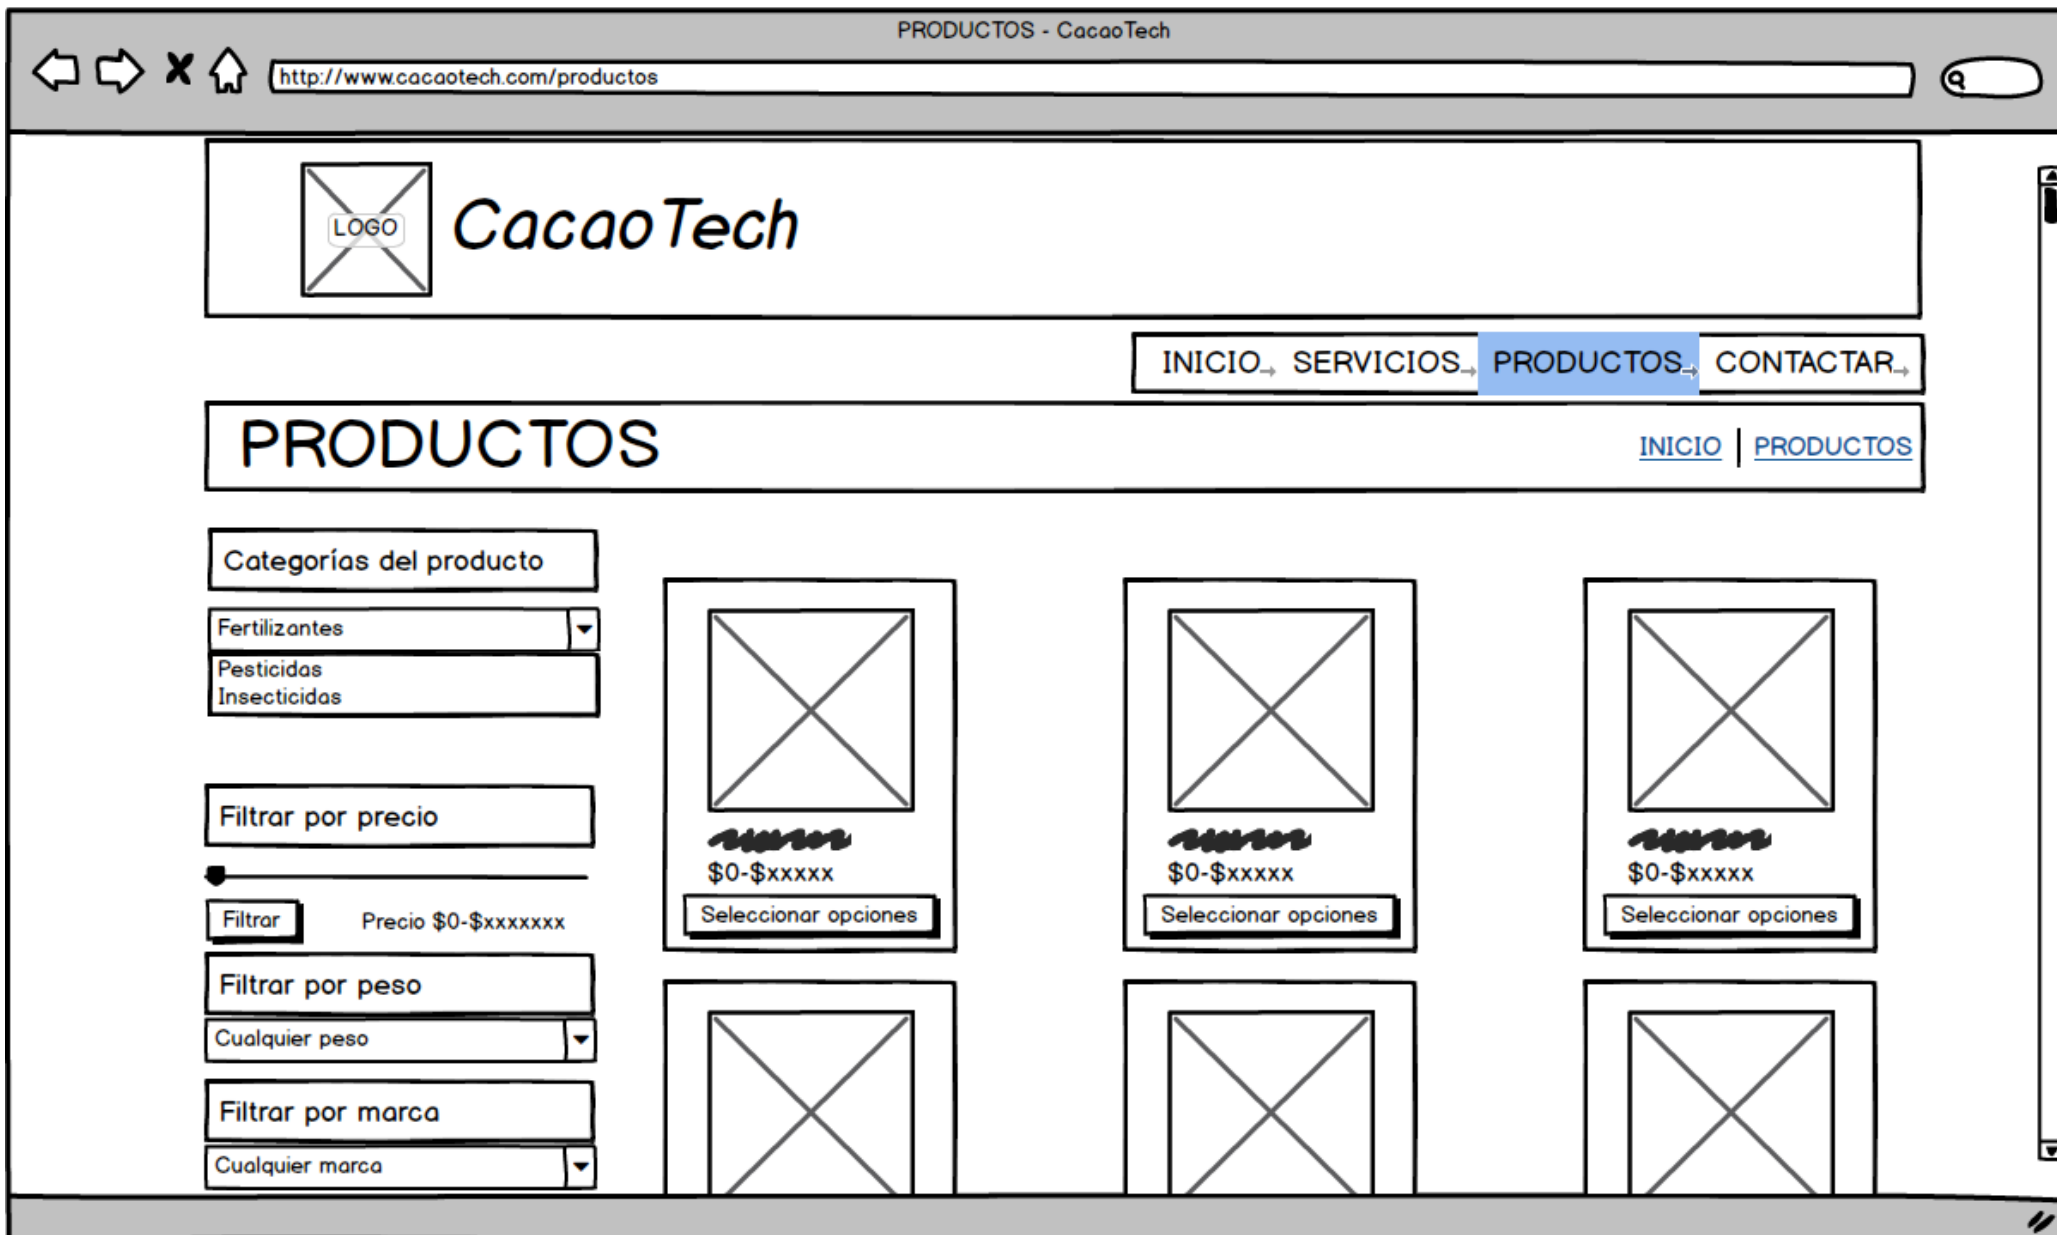 PRODUCTOS - CacaoTech
http://www.cacaotech.com/productos
LOGO
CacaoTech
INICIO SERVICIOS PRODUCTOS CONTACTAR
PRODUCTOS
INICIO PRODUCTOS
Categorías del producto
Fertilizantes
Pesticidas
Insecticidas
Filtrar por precio
Filtrar Precio $0-$xxxxxxx
Filtrar por peso
Cualquier peso
Filtrar por marca
Cualquier marca
$0-$xxxxx
Seleccionar opciones
$0-$xxxxx
Seleccionar opciones
$0-$xxxxx
Seleccionar opciones